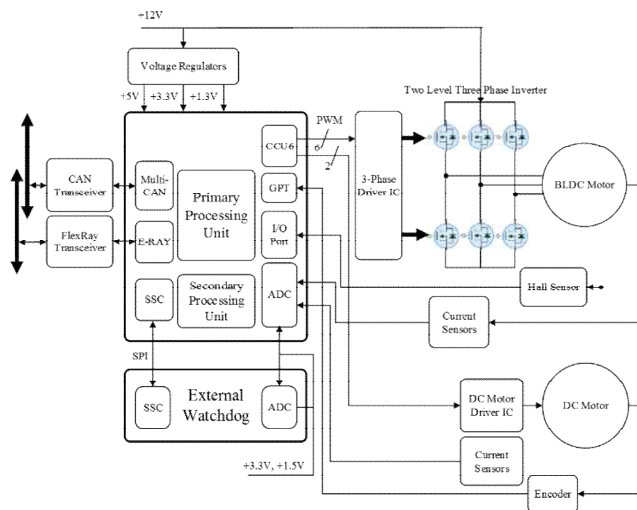 +12V
Voltage Regulators
+5V
+3.3V
+1.3V
Two Level Three Phase Inverter
PWM
6
2
CCU6
GPT
I/O
Port
ADC
Multi-
CAN
E-RAY
SSC
Primary
Processing
Unit
Secondary
Processing
Unit
CAN
Transceiver
FlexRay
Transceiver
3-Phase
Driver IC
BLDC Motor
Hall Sensor
Current
Sensors
SPI
SSC
External
Watchdog
ADC
DC Motor
Driver IC
DC Motor
Current
Sensors
+3.3V, +1.5V
Encoder